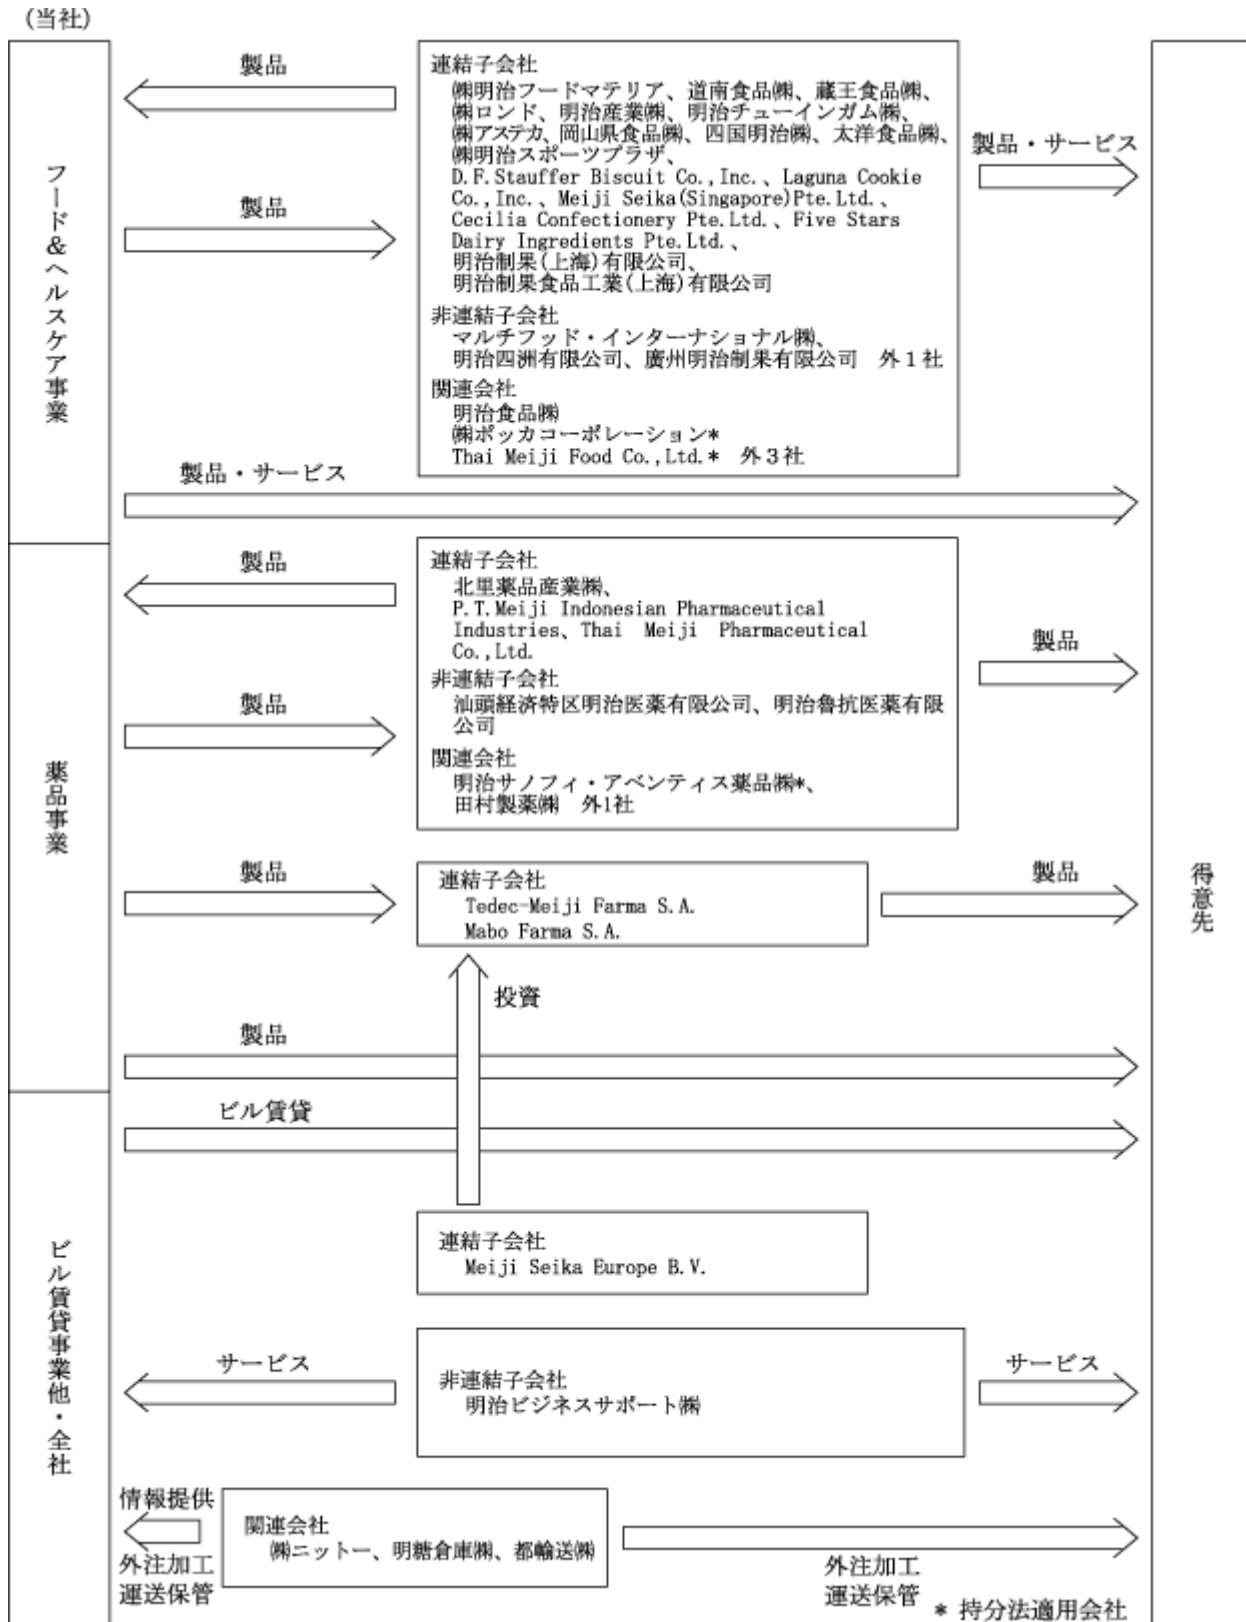 (当社)
フード&ヘルスケア事業
製品
製品
連結子会社
㈱明治フードマテリア、道南食品㈱、蔵王食品㈱、
㈱ロンド、明治産業㈱、明治チューインガム㈱、
㈱アステカ、岡山県食品㈱、四国明治㈱、太洋食品㈱、
㈱明治スポーツプラザ、
D.F.Stauffer Biscuit Co.,Inc.、Laguna Cookie
Co.,Inc.、Meiji Seika(Singapore)Pte.Ltd.、
Cecilia Confectionery Pte.Ltd.、Five Stars
Dairy Ingredients Pte.Ltd.、
明治制果(上海)有限公司、
明治制果食品工業(上海)有限公司
非連結子会社
マルチフッド・インターナショナル㈱、
明治四洲有限公司、廣州明治制果有限公司 外1社
関連会社
明治食品㈱
㈱ポッカコーポレーション*
Thai Meiji Food Co.,Ltd.* 外3社
製品・サービス
製品・サービス
薬品事業
製品
製品
連結子会社
北里薬品産業㈱、
P.T.Meiji Indonesian Pharmaceutical
Industries、Thai Meiji Pharmaceutical
Co.,Ltd.
非連結子会社
汕頭経済特区明治医薬有限公司、明治魯抗医薬有限
公司
関連会社
明治サノフィ・アベンティス薬品㈱*、
田村製薬㈱ 外1社
製品
製品
連結子会社
Tedec-Meiji Farma S.A.
Mabo Farma S.A.
製品
投資
製品
得意先
ビル賃貸事業他・全社
ビル賃貸
連結子会社
Meiji Seika Europe B.V.
サービス
非連結子会社
明治ビジネスサポート㈱
サービス
情報提供
外注加工
運送保管
関連会社
㈱ニットー、明糖倉庫㈱、都輸送㈱
外注加工
運送保管
* 持分法適用会社